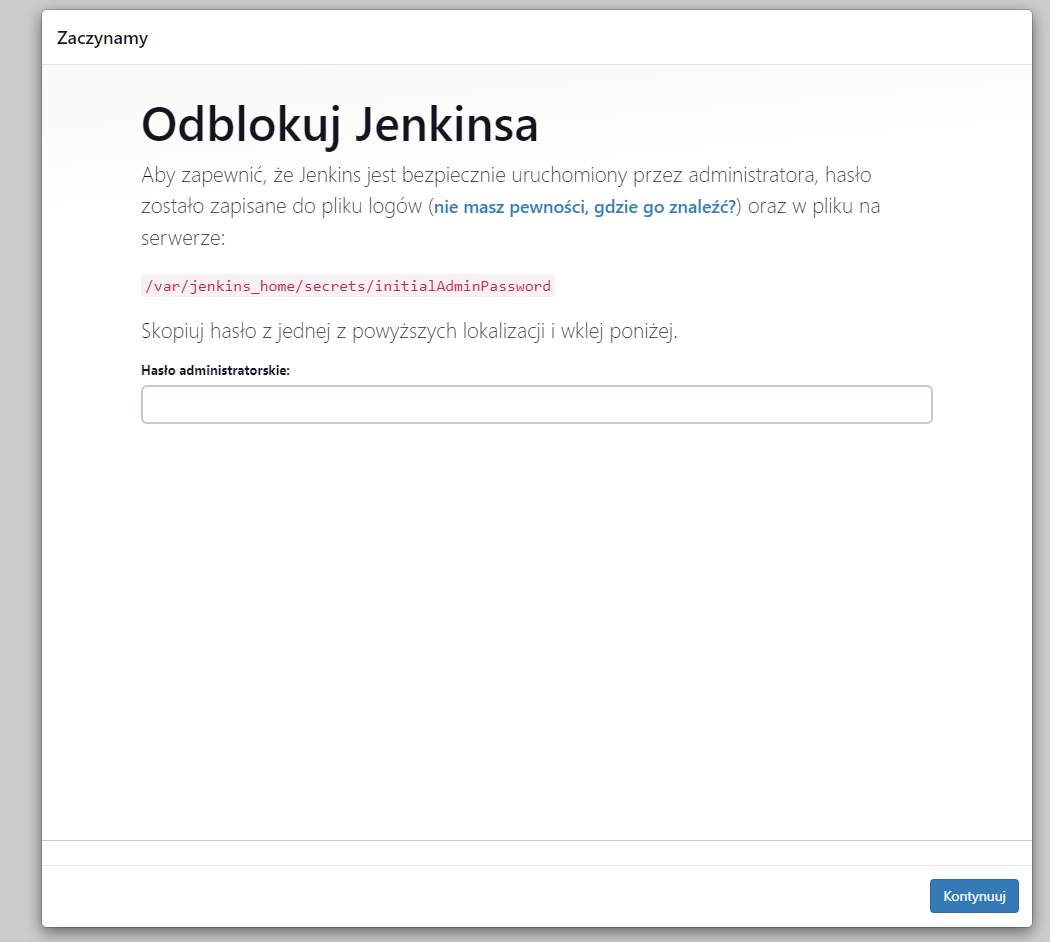 Zaczynamy
Odblokuj Jenkinsa
Aby zapewnić, że Jenkins jest bezpiecznie uruchomiony przez administratora, hasło
zostało zapisane do pliku logów (nie masz pewności, gdzie go znaleźć?) oraz w pliku na
serwerze:
/var/jenkins_home/secrets/initialAdminPassword
Skopiuj hasło z jednej z powyższych lokalizacji i wklej poniżej.
Hasło administratorskie:
Kontynuuj